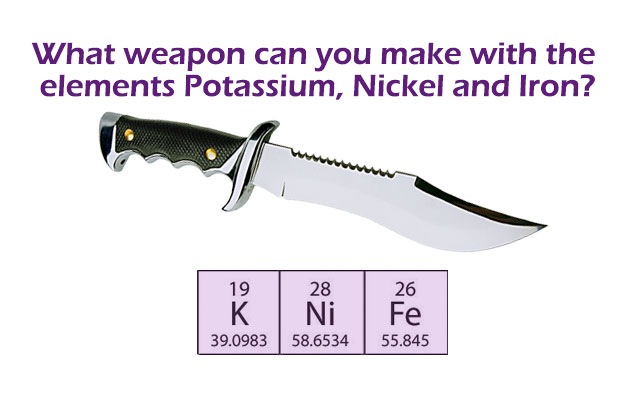 What weapon can you make with the
elements Potassium, Nickel and Iron?
19 28 26
K Ni Fe
39.0983 58.6534 55.845